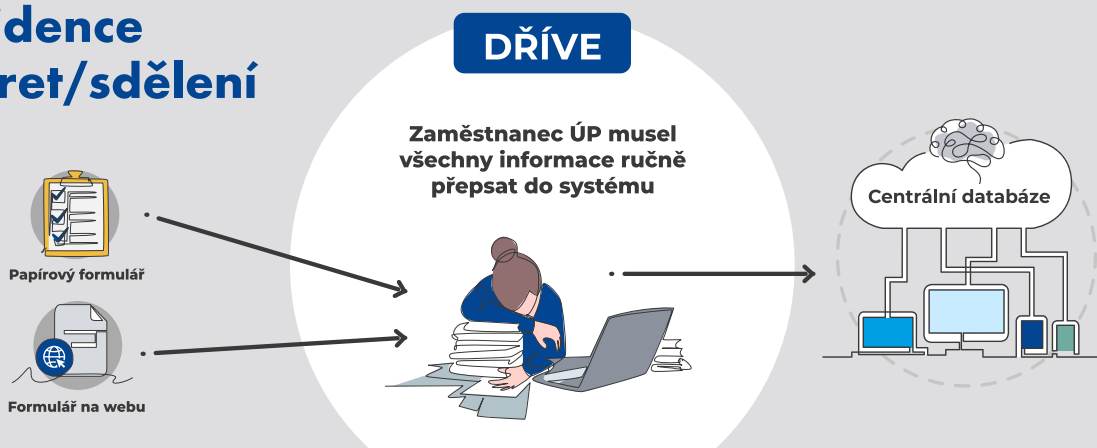 idence
ret/sdělení
DŘÍVE
Zaměstnanec ÚP musel
všechny informace ručně
přepsat do systému
Centrální databáze
Papírový formulář
Formulář na webu